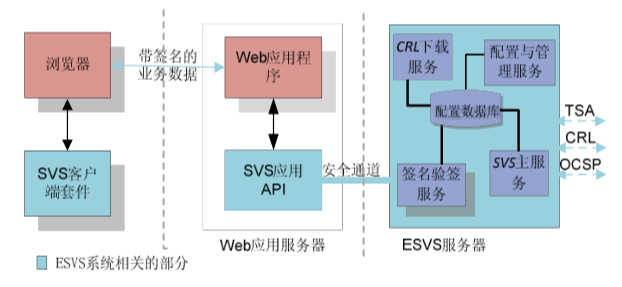 浏览器
带签名的
业务数据
Web应用程
序
CRL下载
服务
配置与管
理服务
配置数据库
TSA
CRL
OCSP
SVS客户
端套件
SVS应用
API
安全通道
签名验签
服务
SVS主服
务
Web应用服务器
ESVS服务器
ESVS系统相关的部分